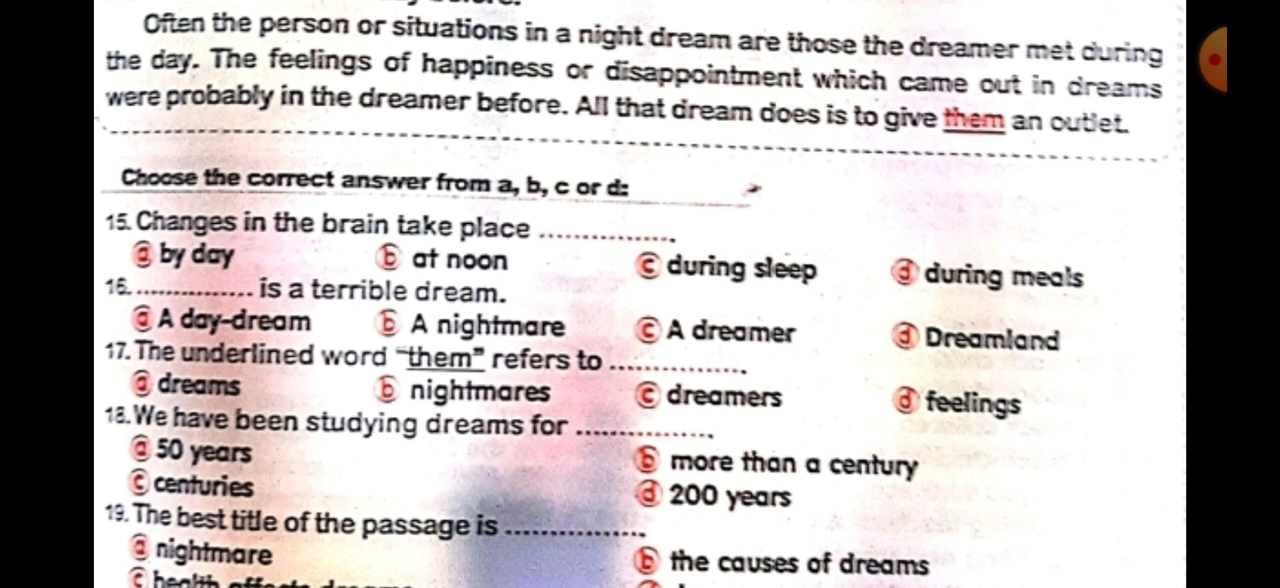 Often the person or situations in a night dream are those the dreamer met during
the day. The feelings of happiness or disappointment which came out in dreams
were probably in the dreamer before. All that dream does is to give them an outlet.
Choose the correct answer from a, b, c or d:
15. Changes in the brain take place ...............
a by day b at noon c during sleep d during meals
16. ............... is a terrible dream.
a A day-dream b A nightmare c A dreamer d Dreamland
17. The underlined word "them" refers to ...............
a dreams b nightmares c dreamers d feelings
18. We have been studying dreams for ...............
a 50 years b more than a century
c centuries d 200 years
19. The best title of the passage is ...............
a nightmare b the causes of dreams
c health affects dreams